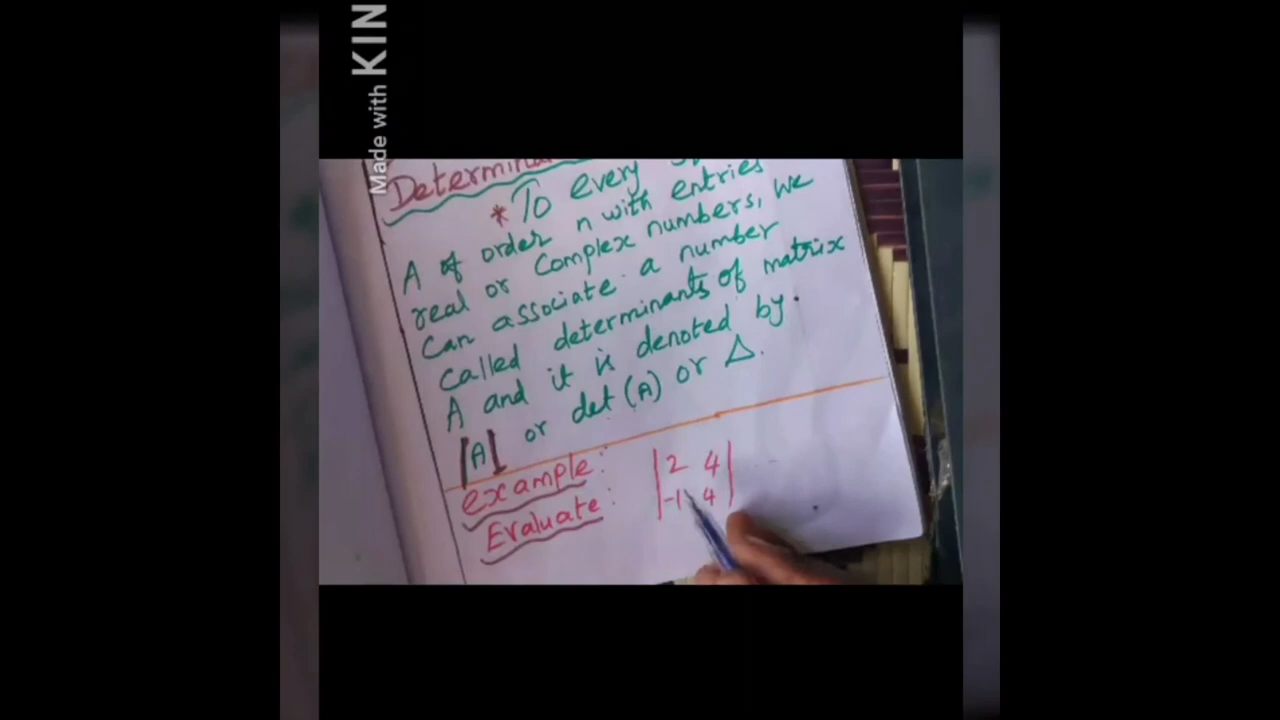 Made with KIN
* To every
A of order n with entries
real or Complex numbers, we
can associate a number
called determinants of matrix
A and it is denoted by
|A| or det (A) or Δ.
example:
Evaluate: |2 4|
|-1 4|